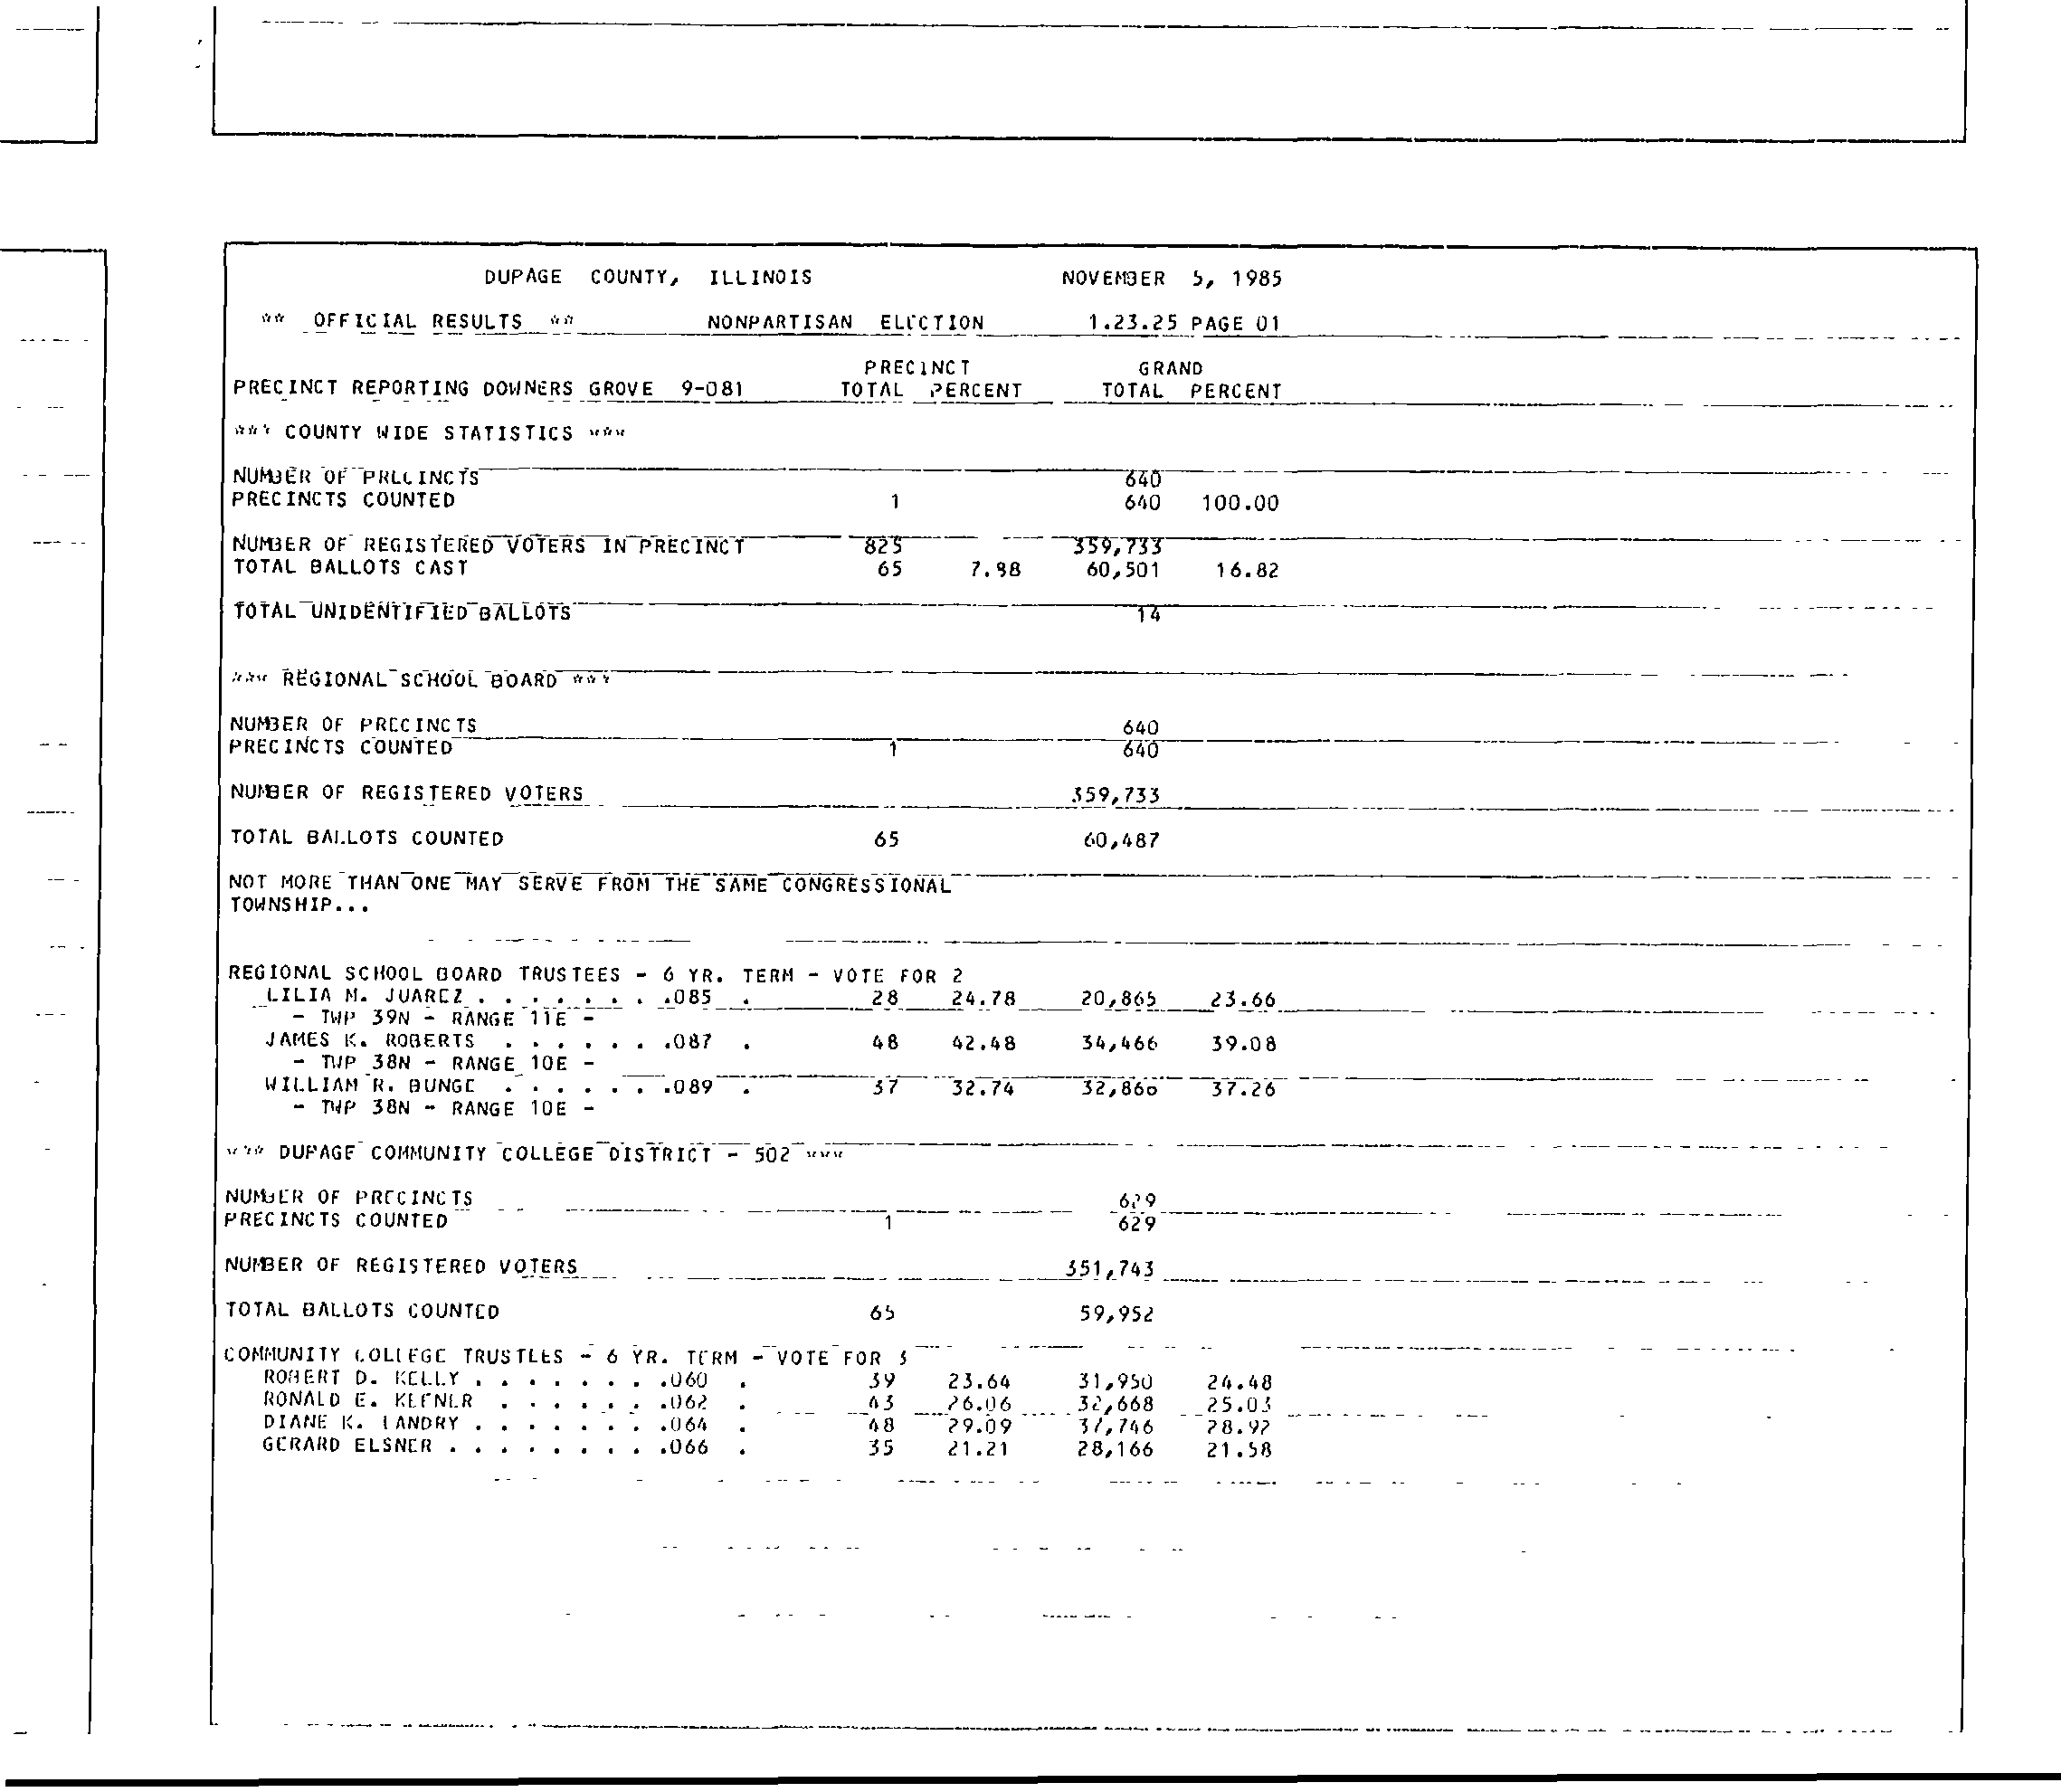 DUPAGE COUNTY, ILLINOIS NOVEMBER 5, 1985
** OFFICIAL RESULTS ** NONPARTISAN ELECTION 1.23.25 PAGE 01
PRECINCT GRAND
PRECINCT REPORTING DOWNERS GROVE 9-081 TOTAL PERCENT TOTAL PERCENT
*** COUNTY WIDE STATISTICS ***
NUMBER OF PRECINCTS 640
PRECINCTS COUNTED 1 640 100.00
NUMBER OF REGISTERED VOTERS IN PRECINCT 825 359,733
TOTAL BALLOTS CAST 65 7.88 60,501 16.82
TOTAL UNIDENTIFIED BALLOTS 14
*** REGIONAL SCHOOL BOARD ***
NUMBER OF PRECINCTS 640
PRECINCTS COUNTED 1 640
NUMBER OF REGISTERED VOTERS 359,733
TOTAL BALLOTS COUNTED 65 60,487
NOT MORE THAN ONE MAY SERVE FROM THE SAME CONGRESSIONAL
TOWNSHIP...
REGIONAL SCHOOL BOARD TRUSTEES - 6 YR. TERM - VOTE FOR 2
LILIA M. JUAREZ . . . . . . . .085 . 28 24.78 20,865 23.66
- TWP 39N - RANGE 11E -
JAMES K. ROBERTS . . . . . . .087 . 48 42.48 34,466 39.08
- TWP 38N - RANGE 10E -
WILLIAM R. BUNGE . . . . . . .089 . 37 32.74 32,860 37.26
- TWP 38N - RANGE 10E -
*** DUPAGE COMMUNITY COLLEGE DISTRICT - 502 ***
NUMBER OF PRECINCTS 629
PRECINCTS COUNTED 1 629
NUMBER OF REGISTERED VOTERS 351,743
TOTAL BALLOTS COUNTED 65 59,952
COMMUNITY COLLEGE TRUSTEES - 6 YR. TERM - VOTE FOR 3
ROBERT D. KELLY . . . . . . . .060 . 39 23.64 31,950 24.48
RONALD E. KEENER . . . . . . .062 . 43 26.06 32,668 25.03
DIANE K. LANDRY . . . . . . . .064 . 48 29.09 37,746 28.92
GERARD ELSNER . . . . . . . . .066 . 35 21.21 28,166 21.58